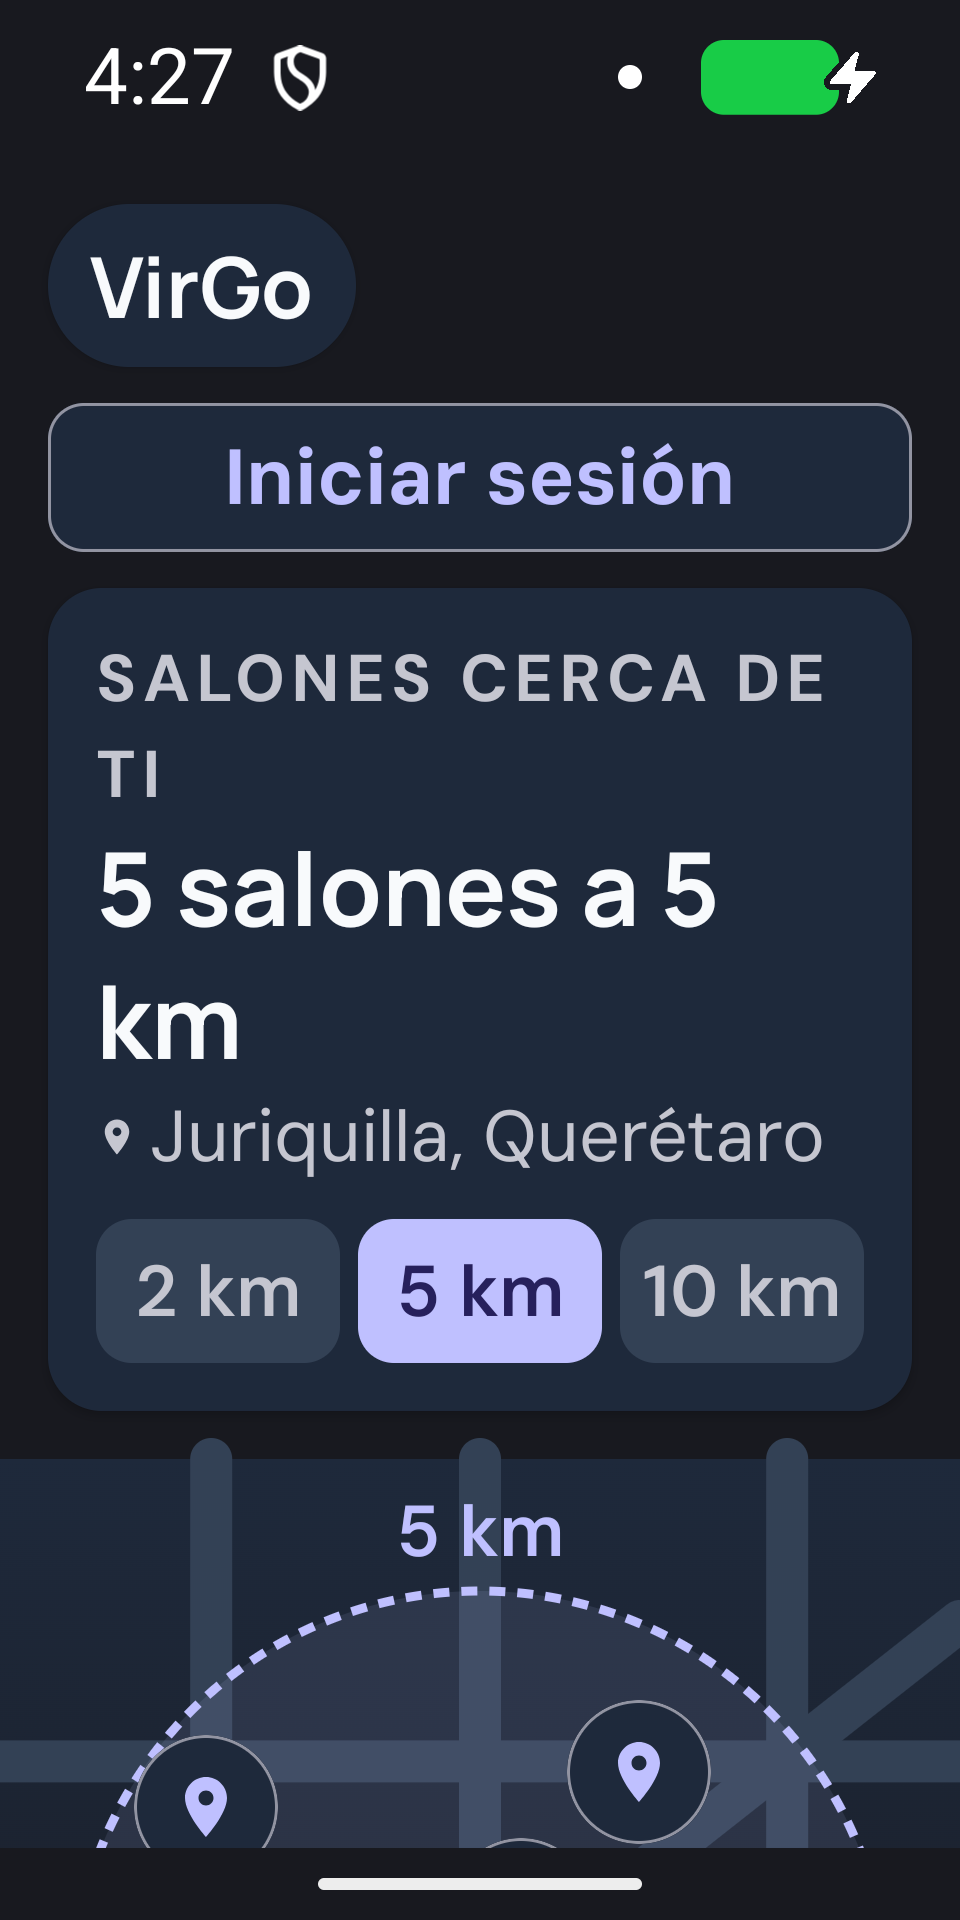 4:27
VirGo
Iniciar sesión
SALONES CERCA DE
TI
5 salones a 5
km
Juriquilla, Querétaro
2 km
5 km
10 km
5 km